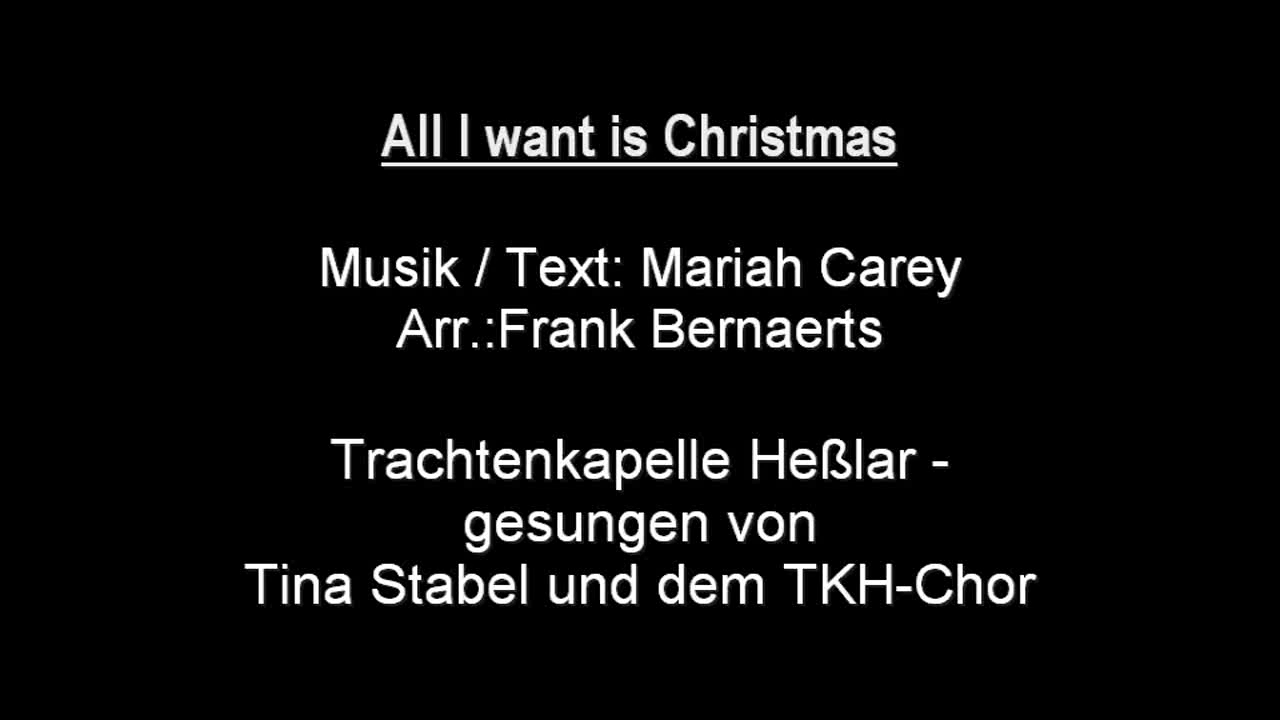 All I want is Christmas
Musik / Text: Mariah Carey
Arr.:Frank Bernaerts
Trachtenkapelle Heßlar -
gesungen von
Tina Stabel und dem TKH-Chor